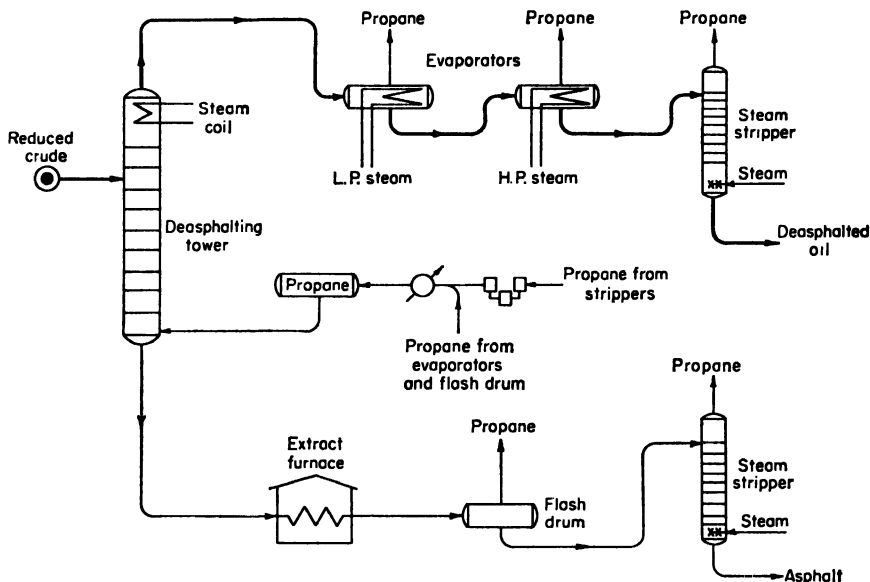 Propane
Propane
Propane
Evaporators
Steam
coil
Steam
stripper
Reduced
crude
L.P. steam
H.P. steam
Steam
Deasphalting
tower
Deasphalted
oil
Propane
Propane from
strippers
Propane from
evaporators
and flash drum
Propane
Propane
Extract
furnace
Steam
stripper
Flash
drum
Steam
Asphalt